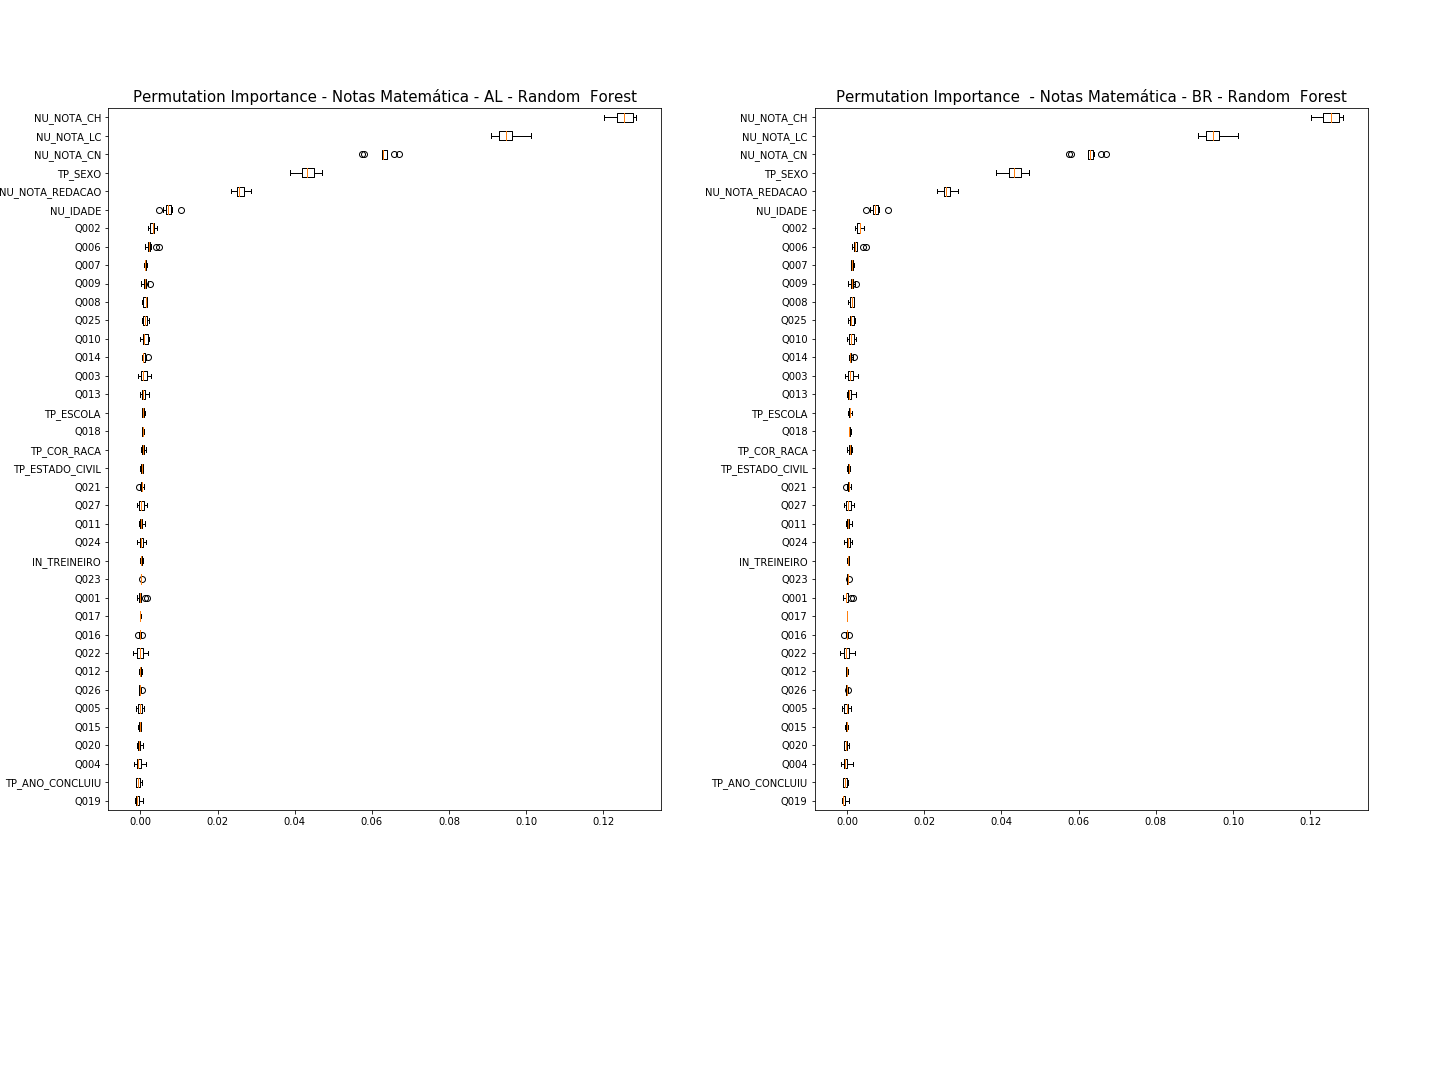 Permutation Importance - Notas Matemática - AL - Random  Forest
NU_NOTA_CH
NU_NOTA_LC
NU_NOTA_CN
TP_SEXO
NU_NOTA_REDACAO
NU_IDADE
Q002
Q006
Q007
Q009
Q008
Q025
Q010
Q014
Q003
Q013
TP_ESCOLA
Q018
TP_COR_RACA
TP_ESTADO_CIVIL
Q021
Q027
Q011
Q024
IN_TREINEIRO
Q023
Q001
Q017
Q016
Q022
Q012
Q026
Q005
Q015
Q020
Q004
TP_ANO_CONCLUIU
Q019
0.00 0.02 0.04 0.06 0.08 0.10 0.12
Permutation Importance  - Notas Matemática - BR - Random  Forest
NU_NOTA_CH
NU_NOTA_LC
NU_NOTA_CN
TP_SEXO
NU_NOTA_REDACAO
NU_IDADE
Q002
Q006
Q007
Q009
Q008
Q025
Q010
Q014
Q003
Q013
TP_ESCOLA
Q018
TP_COR_RACA
TP_ESTADO_CIVIL
Q021
Q027
Q011
Q024
IN_TREINEIRO
Q023
Q001
Q017
Q016
Q022
Q012
Q026
Q005
Q015
Q020
Q004
TP_ANO_CONCLUIU
Q019
0.00 0.02 0.04 0.06 0.08 0.10 0.12